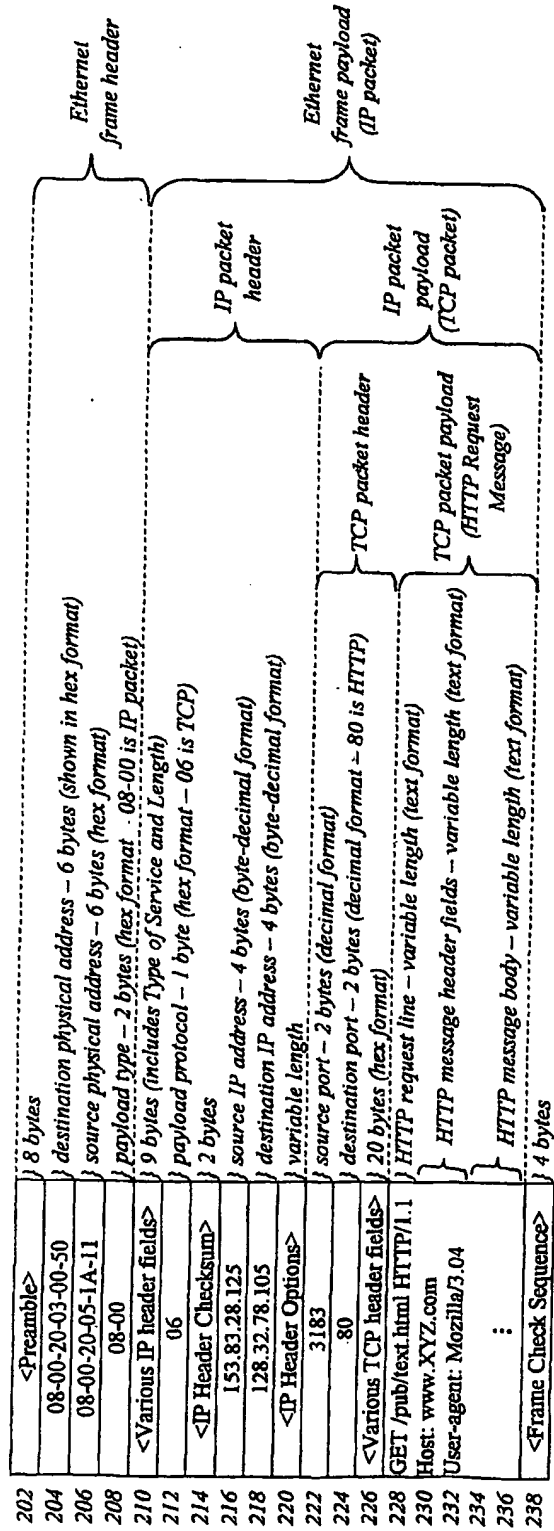 202 <Preamble> 8 bytes
204 08-00-20-03-00-50 destination physical address – 6 bytes (shown in hex format)
206 08-00-20-05-1A-11 source physical address – 6 bytes (hex format)
208 08-00 payload type – 2 bytes (hex format - 08-00 is IP packet)
Ethernet
frame header
210 <Various IP header fields> 9 bytes (includes Type of Service and Length)
212 06 payload protocol – 1 byte (hex format – 06 is TCP)
214 <IP Header Checksum> 2 bytes
216 153.83.28.125 source IP address – 4 bytes (byte-decimal format)
218 128.32.78.105 destination IP address – 4 bytes (byte-decimal format)
220 <IP Header Options> variable length
IP packet
header
222 3183 source port – 2 bytes (decimal format)
224 80 destination port – 2 bytes (decimal format – 80 is HTTP)
226 <Various TCP header fields> 20 bytes (hex format)
TCP packet header
228 GET /pub/text.html HTTP/1.1 HTTP request line – variable length (text format)
230 Host: www.XYZ.com
232 User-agent: Mozilla/3.04
HTTP message header fields – variable length (text format)
234
236 ⋮
HTTP message body – variable length (text format)
TCP packet payload
(HTTP Request
Message)
IP packet
payload
(TCP packet)
Ethernet
frame payload
(IP packet)
238 <Frame Check Sequence> 4 bytes